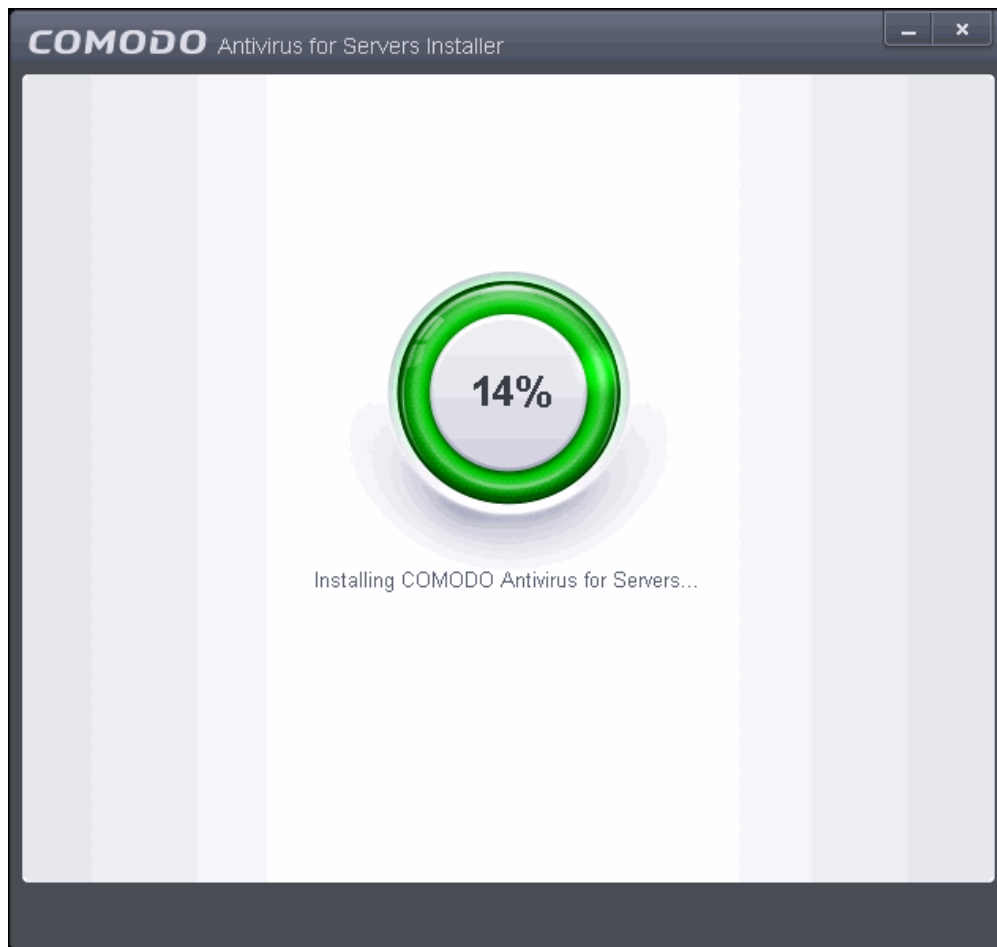 COMODO Antivirus for Servers Installer
14%
Installing COMODO Antivirus for Servers...